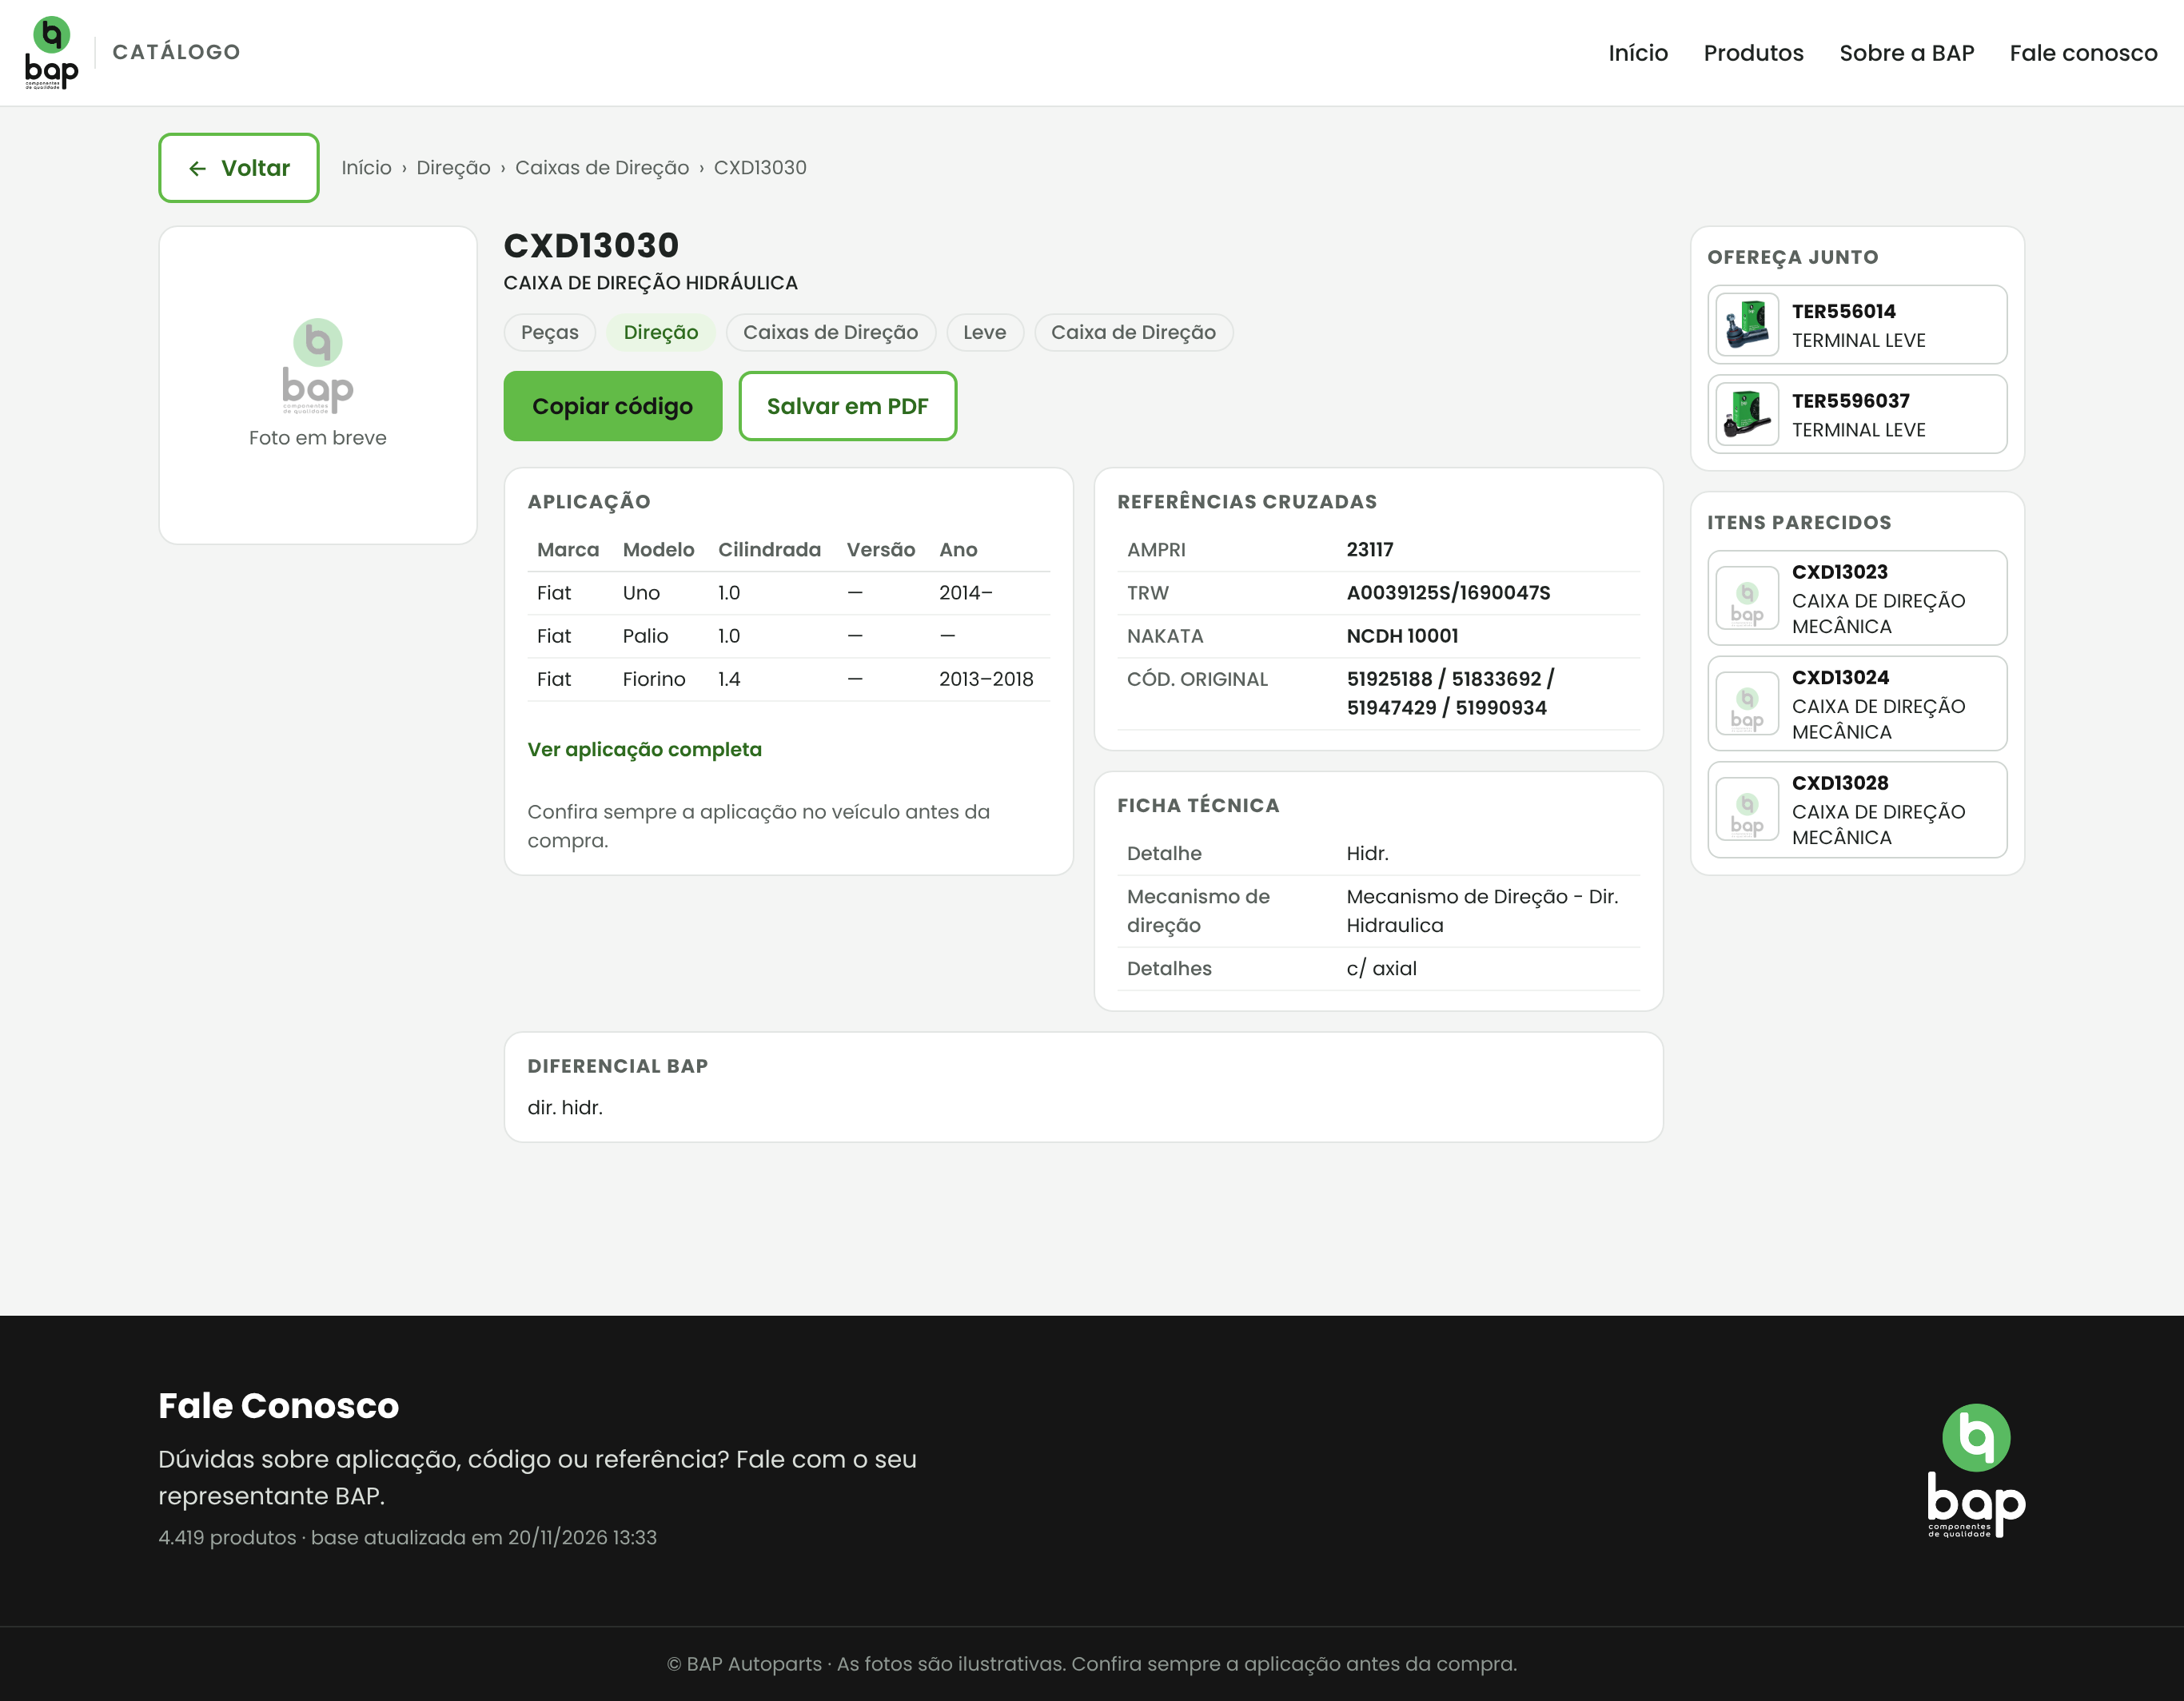 bap
componentes
de qualidade
CATÁLOGO
Início
Produtos
Sobre a BAP
Fale conosco
← Voltar
Início › Direção › Caixas de Direção › CXD13030
bap
componentes
de qualidade
Foto em breve
CXD13030
CAIXA DE DIREÇÃO HIDRÁULICA
Peças
Direção
Caixas de Direção
Leve
Caixa de Direção
Copiar código
Salvar em PDF
APLICAÇÃO
Marca Modelo Cilindrada Versão Ano
Fiat Uno 1.0 — 2014–
Fiat Palio 1.0 — —
Fiat Fiorino 1.4 — 2013–2018
Ver aplicação completa
Confira sempre a aplicação no veículo antes da
compra.
REFERÊNCIAS CRUZADAS
AMPRI 23117
TRW A0039125S/1690047S
NAKATA NCDH 10001
CÓD. ORIGINAL 51925188 / 51833692 /
51947429 / 51990934
FICHA TÉCNICA
Detalhe Hidr.
Mecanismo de Mecanismo de Direção - Dir.
direção Hidraulica
Detalhes c/ axial
DIFERENCIAL BAP
dir. hidr.
OFEREÇA JUNTO
TER556014
TERMINAL LEVE
TER5596037
TERMINAL LEVE
ITENS PARECIDOS
bap
CXD13023
CAIXA DE DIREÇÃO
MECÂNICA
bap
CXD13024
CAIXA DE DIREÇÃO
MECÂNICA
bap
CXD13028
CAIXA DE DIREÇÃO
MECÂNICA
Fale Conosco
Dúvidas sobre aplicação, código ou referência? Fale com o seu
representante BAP.
4.419 produtos · base atualizada em 20/11/2026 13:33
bap
componentes
de qualidade
© BAP Autoparts · As fotos são ilustrativas. Confira sempre a aplicação antes da compra.